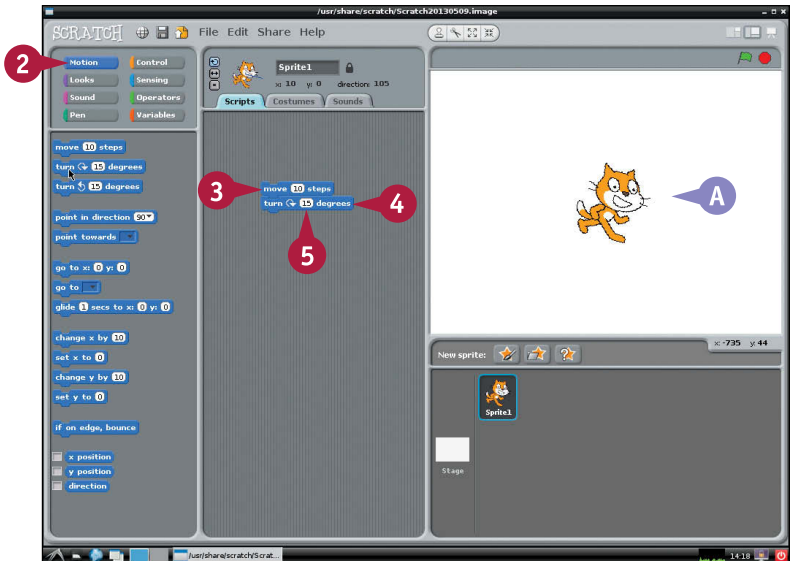 /usr/share/scratch/Scratch20130509.image
SCRATCH File Edit Share Help
2
Motion Control
Looks Sensing
Sound Operators
Pen Variables
Sprite1
x: 10 y: 0 direction: 105
Scripts Costumes Sounds
move 10 steps
turn 15 degrees
turn 15 degrees
point in direction 90
point towards
go to x: 0 y: 0
go to
glide 1 secs to x: 0 y: 0
change x by 10
set x to 0
change y by 10
set y to 0
if on edge, bounce
x position
y position
direction
3
move 10 steps
turn 15 degrees
4
5
A
x: -735 y: 44
New sprite:
Sprite1
Stage
/usr/share/scratch/Scrat...
14:18